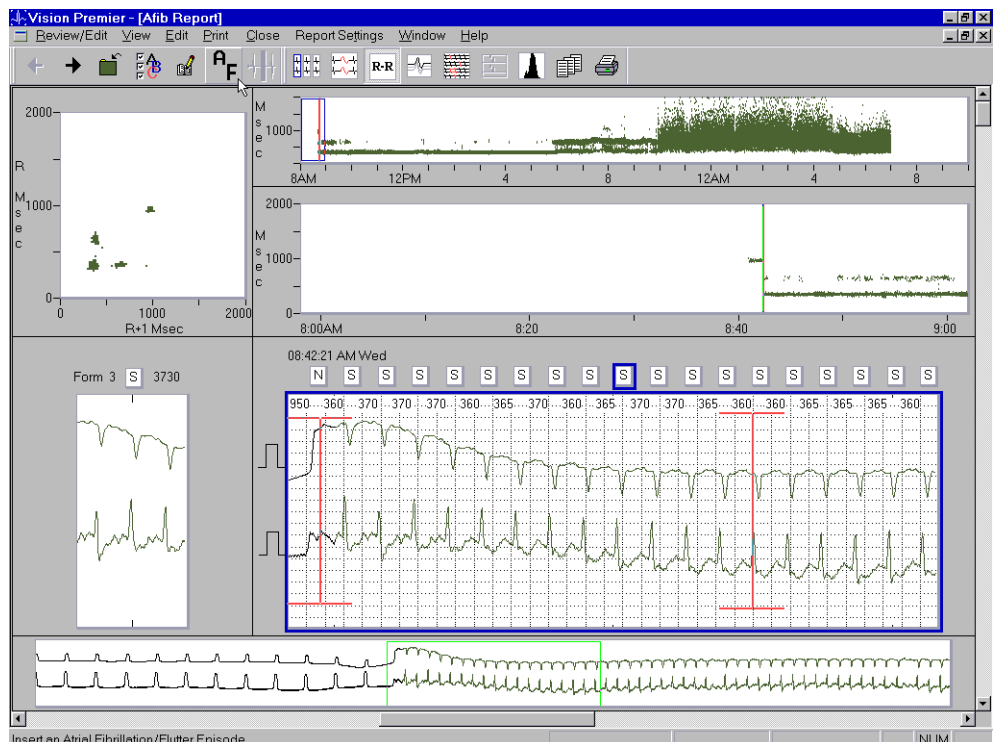 Vision Premier - [Afib Report]
Review/Edit View Edit Print Close Report Settings Window Help
A B C A F R-R
2000
R
Msec
1000
0
0 1000 2000
R+1 Msec
Msec
1000
8AM 12PM 4 8 12AM 4 8
2000
Msec
1000
0
8:00AM 8:20 8:40 9:00
Form 3 S 3730
08:42:21 AM Wed
N S S S S S S S S S S S S S S S S S S
950 360 370 370 370 360 365 370 360 365 370 370 365 360 360 365 365 365 360
Insert an Atrial Fibrillation/Flutter Episode
NUM